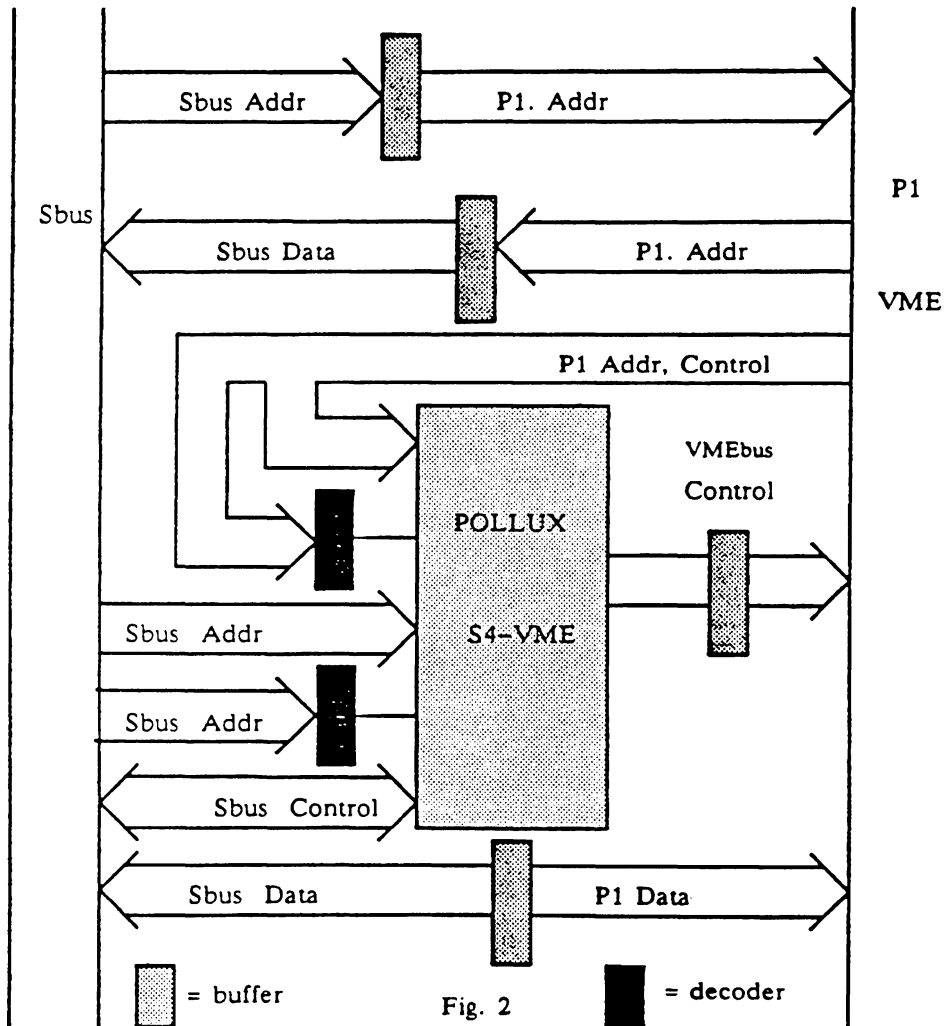 Sbus Addr
P1. Addr
Sbus
P1
Sbus Data
P1. Addr
VME
P1 Addr, Control
VMEbus
Control
POLLUX
Sbus Addr
S4-VME
Sbus Addr
Sbus Control
Sbus Data
P1 Data
= buffer
Fig. 2
= decoder